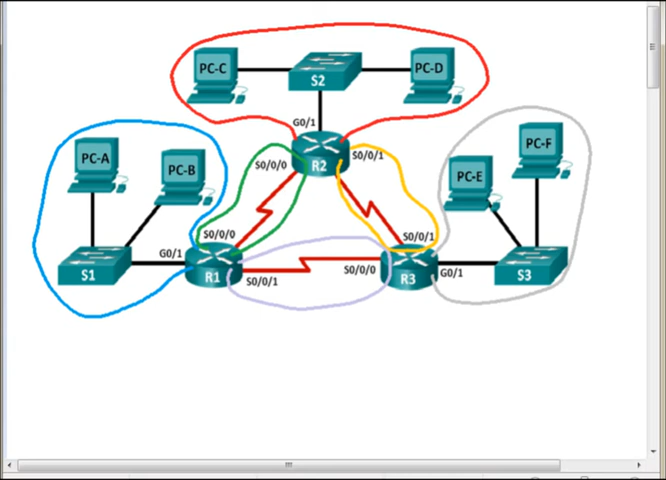 PC-C
S2
PC-D
G0/1
R2
S0/0/0
S0/0/1
PC-A
PC-B
PC-F
PC-E
S0/0/0
S0/0/1
S1
G0/1
R1
S0/0/1
S0/0/0
R3
G0/1
S3